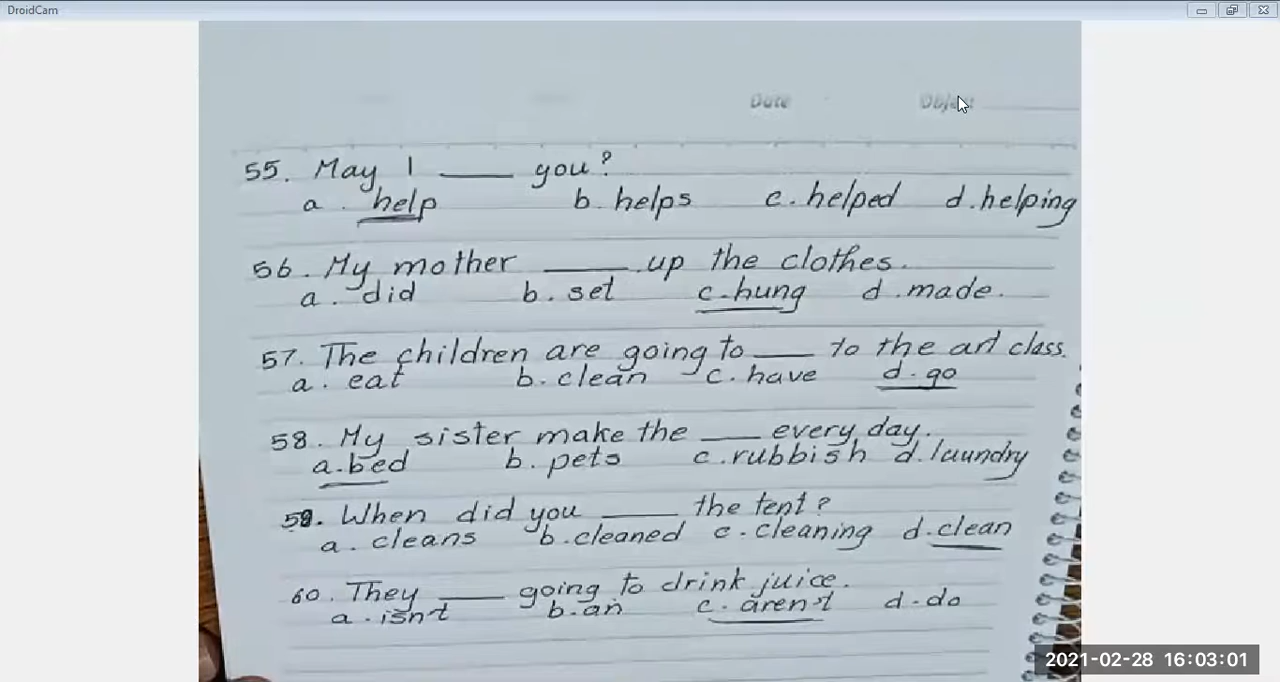 DroidCam
Date Object
55. May I ____ you?
a. help b. helps c. helped d. helping
56. My mother ____ up the clothes.
a. did b. set c. hung d. made.
57. The children are going to ____ to the art class.
a. eat b. clean c. have d. go
58. My sister make the ____ every day.
a. bed b. pets c. rubbish d. laundry
59. When did you ____ the tent?
a. cleans b. cleaned c. cleaning d. clean
60. They ____ going to drink juice.
a. isn't b. an c. aren't d. do
2021-02-28 16:03:01